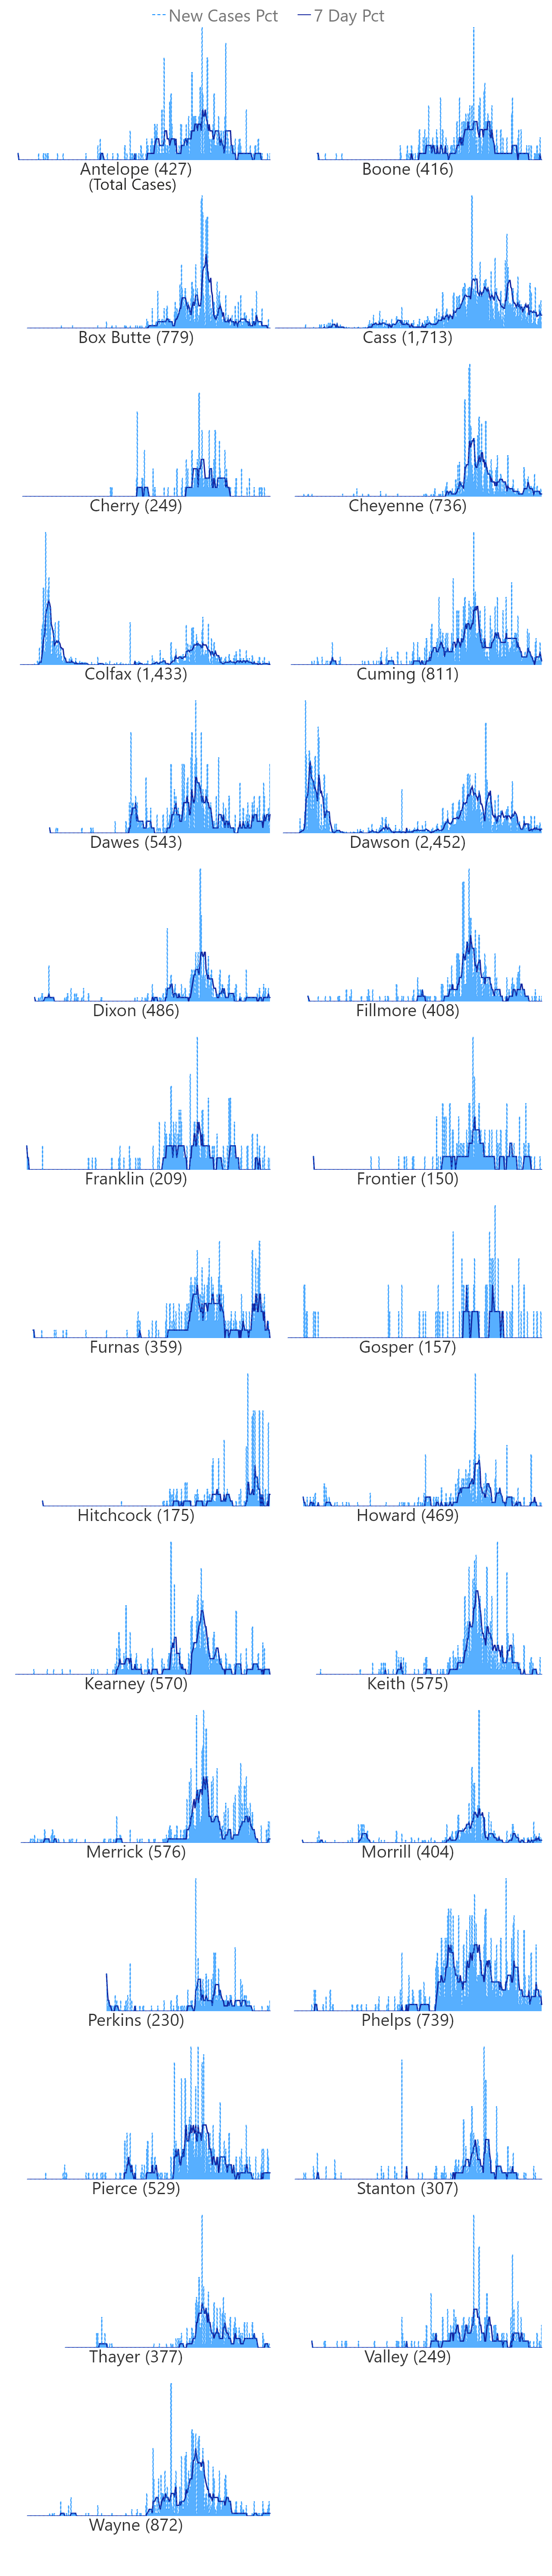 New Cases Pct 7 Day Pct
Antelope (427) Boone (416)
(Total Cases)
Box Butte (779) Cass (1,713)
Cherry (249) Cheyenne (736)
Colfax (1,433) Cuming (811)
Dawes (543) Dawson (2,452)
Dixon (486) Fillmore (408)
Franklin (209) Frontier (150)
Furnas (359) Gosper (157)
Hitchcock (175) Howard (469)
Kearney (570) Keith (575)
Merrick (576) Morrill (404)
Perkins (230) Phelps (739)
Pierce (529) Stanton (307)
Thayer (377) Valley (249)
Wayne (872)